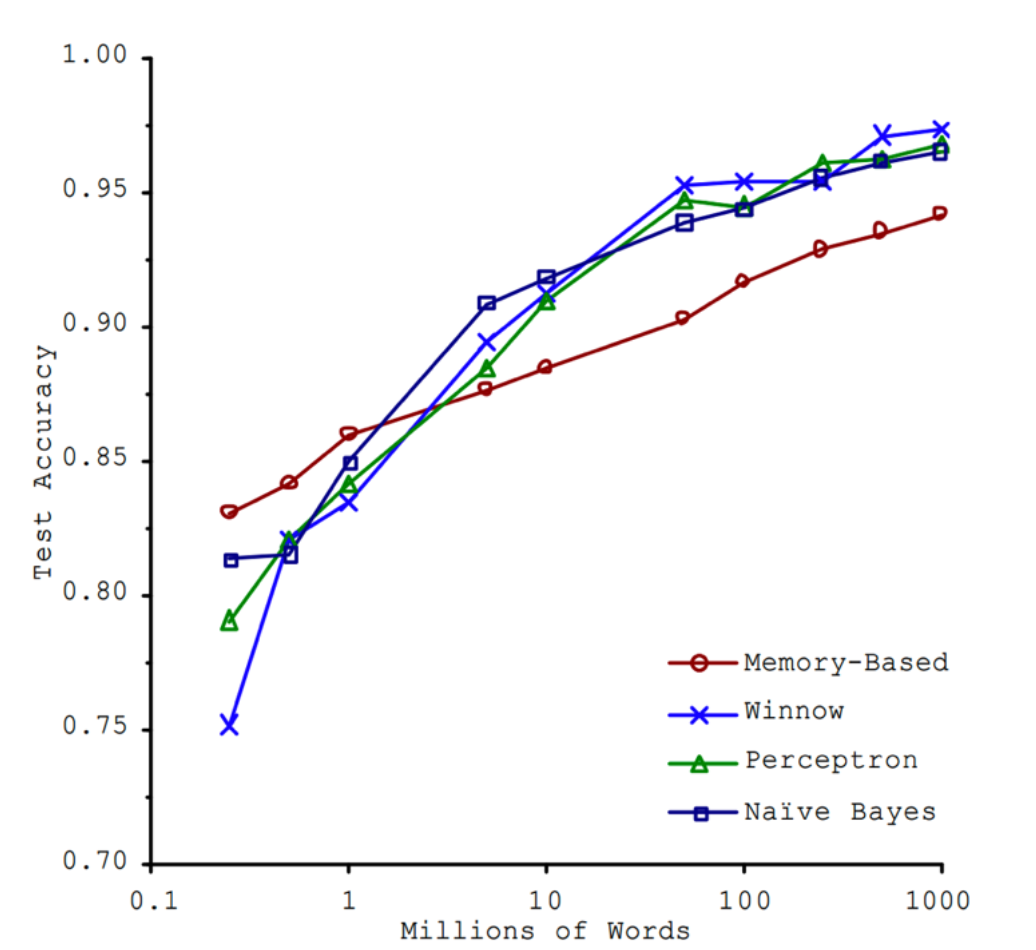 1.00
0.95
0.90
0.85
0.80
0.75
0.70
Test Accuracy
Memory-Based
Winnow
Perceptron
Naïve Bayes
0.1 1 10 100 1000
Millions of Words